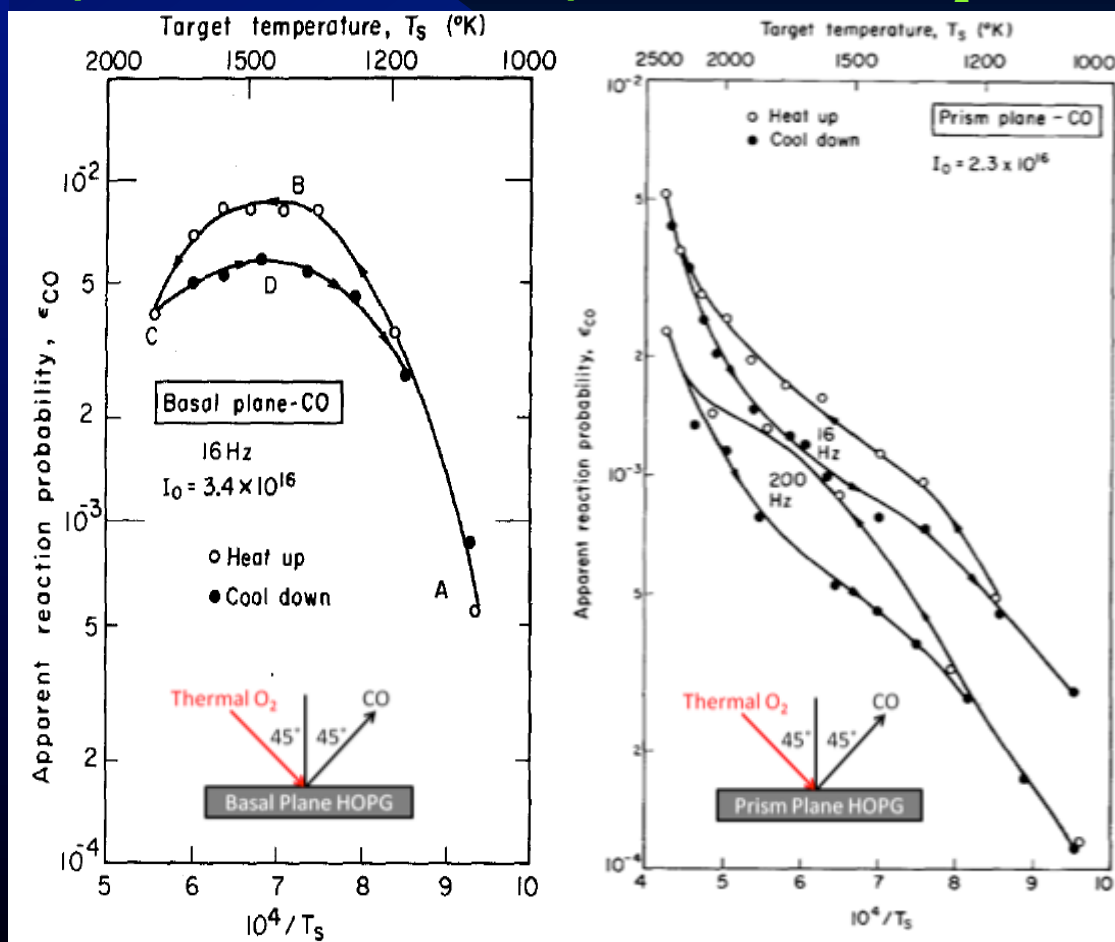 Target temperature, Tₛ (°K)
2000 1500 1200 1000
10⁻²
5
2
10⁻³
5
2
10⁻⁴
Apparent reaction probability, ϵCO
B
D
C
A
Basal plane-CO
16 Hz
I₀ = 3.4 × 10¹⁶
○ Heat up
● Cool down
Thermal O₂
CO
45° 45°
Basal Plane HOPG
5 6 7 8 9 10
10⁴/Tₛ
Target temperature, Tₛ (°K)
2500 2000 1500 1200 1000
10⁻²
5
2
10⁻³
5
2
10⁻⁴
Apparent reaction probability, ϵCO
○ Heat up
● Cool down
Prism plane - CO
I₀ = 2.3 x 10¹⁶
16
Hz
200
Hz
Thermal O₂
CO
45° 45°
Prism Plane HOPG
4 5 6 7 8 9 10
10⁴/Tₛ